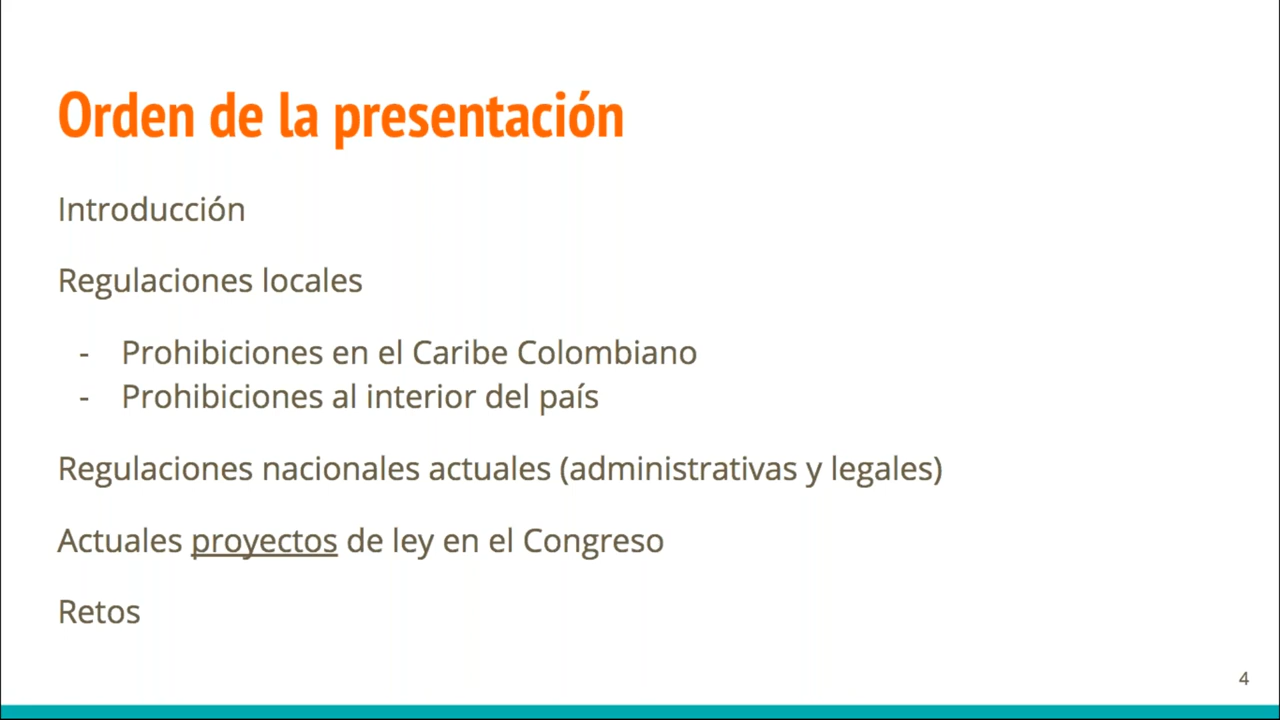 Orden de la presentación
Introducción
Regulaciones locales
- Prohibiciones en el Caribe Colombiano
- Prohibiciones al interior del país
Regulaciones nacionales actuales (administrativas y legales)
Actuales proyectos de ley en el Congreso
Retos
4